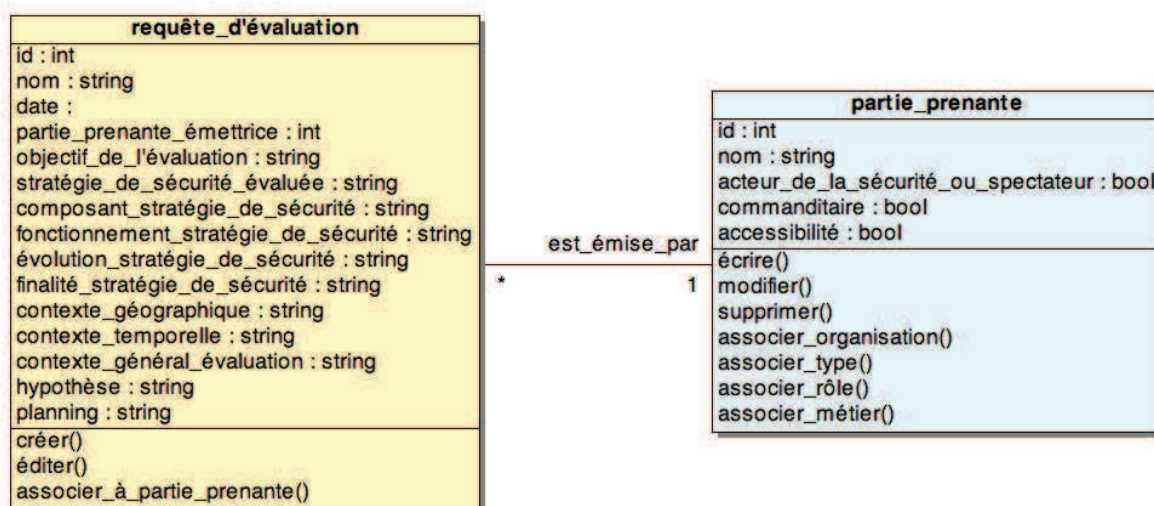 requête_d'évaluation
id : int
nom : string
date :
partie_prenante_émettrice : int
objectif_de_l'évaluation : string
stratégie_de_sécurité_évaluée : string
composant_stratégie_de_sécurité : string
fonctionnement_stratégie_de_sécurité : string
évolution_stratégie_de_sécurité : string
finalité_stratégie_de_sécurité : string
contexte_géographique : string
contexte_temporelle : string
contexte_général_évaluation : string
hypothèse : string
planning : string
créer()
éditer()
associer_à_partie_prenante()
est_émise_par
* 1
partie_prenante
id : int
nom : string
acteur_de_la_sécurité_ou_spectateur : bool
commanditaire : bool
accessibilité : bool
écrire()
modifier()
supprimer()
associer_organisation()
associer_type()
associer_rôle()
associer_métier()